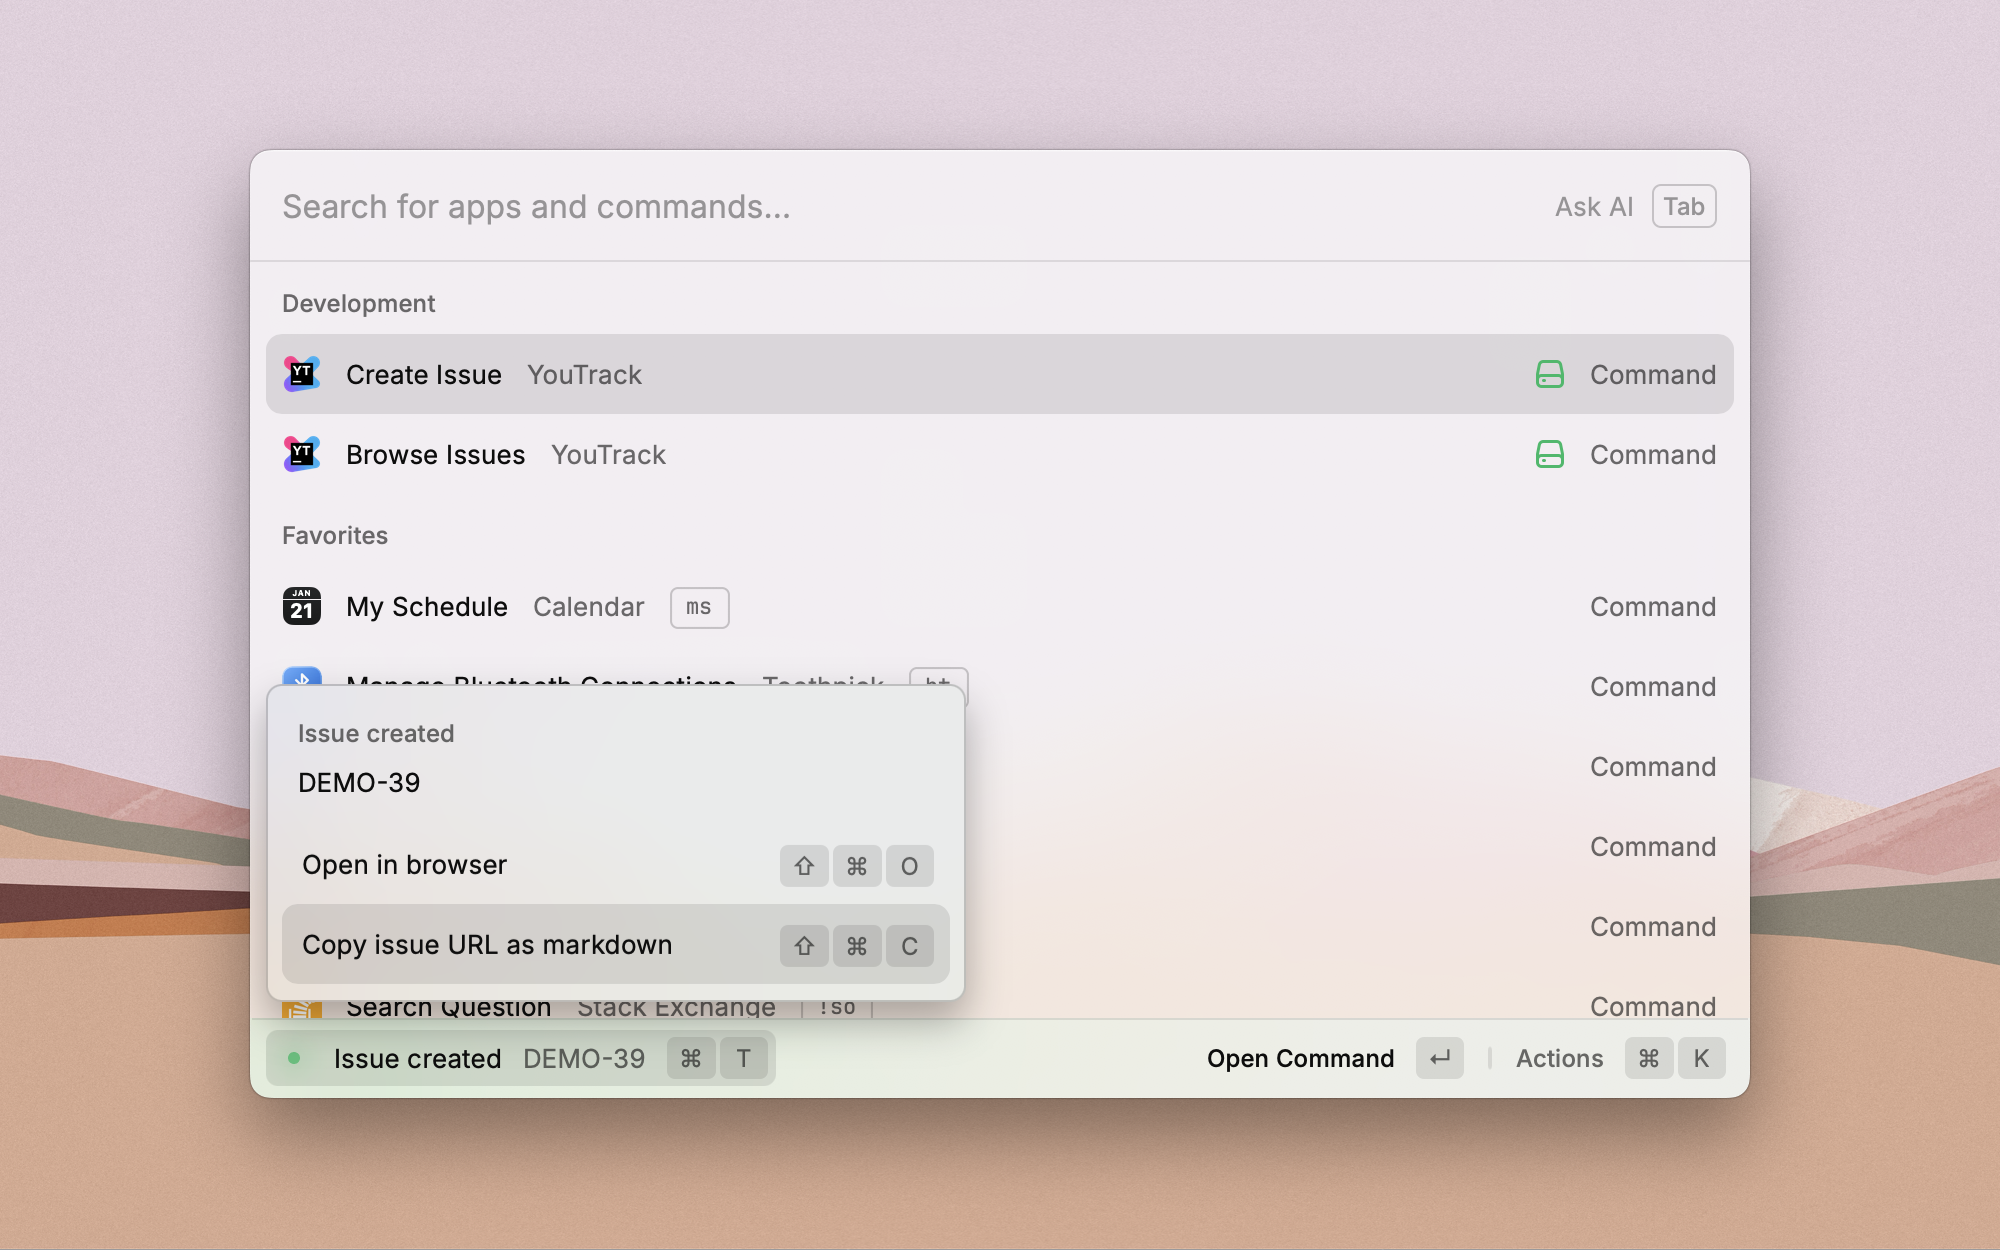 Search for apps and commands...
Ask AI Tab
Development
YT Create Issue YouTrack Command
YT Browse Issues YouTrack Command
Favorites
JAN
21 My Schedule Calendar ms Command
Manage Bluetooth Connections Toothpick bt Command
Issue created
DEMO-39
Command
Open in browser ⇧ ⌘ O
Command
Copy issue URL as markdown ⇧ ⌘ C
Command
Search Question Stack Exchange !so Command
Issue created DEMO-39 ⌘ T
Open Command ↵ Actions ⌘ K